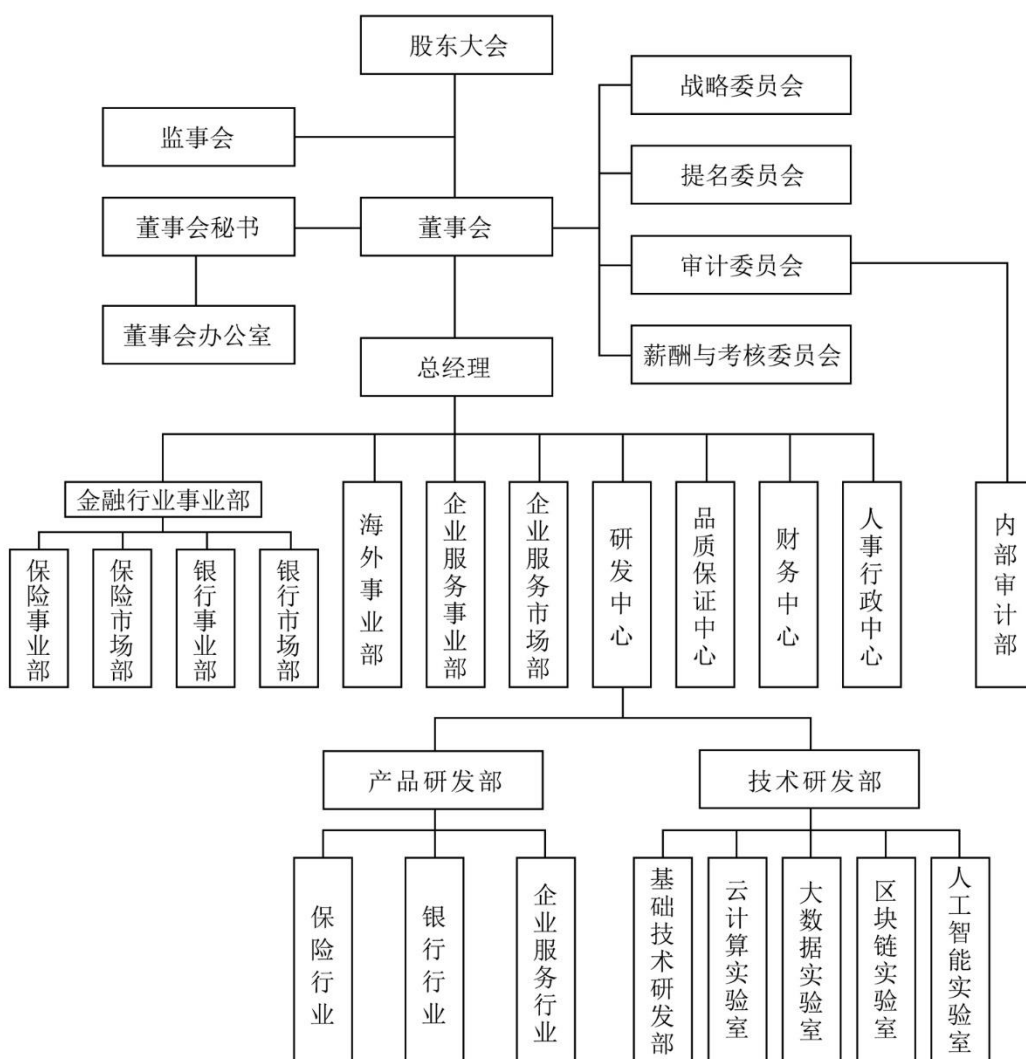 股东大会
战略委员会
监事会
提名委员会
董事会秘书
董事会
审计委员会
董事会办公室
总经理
薪酬与考核委员会
金融行业事业部
海外事业部
企业服务事业部
企业服务市场部
研发中心
品质保证中心
财务中心
人事行政中心
内部审计部
保险事业部
保险市场部
银行事业部
银行市场部
产品研发部
技术研发部
保险行业
银行行业
企业服务行业
基础技术研发部
云计算实验室
大数据实验室
区块链实验室
人工智能实验室